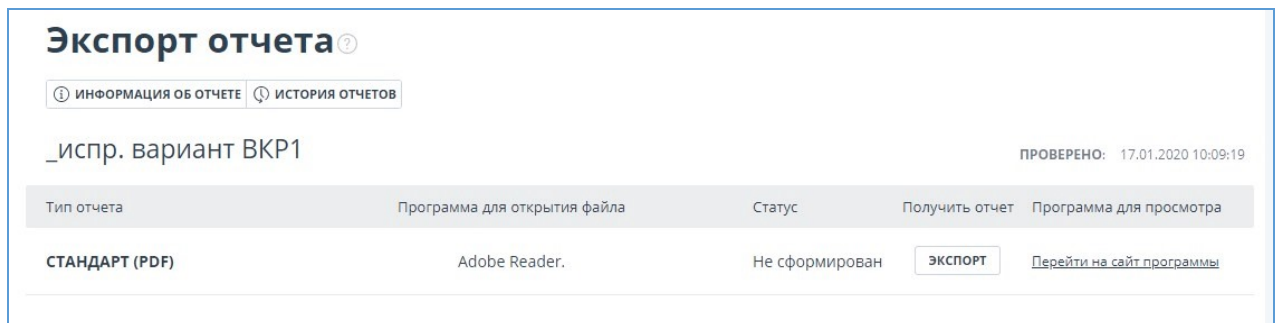 Экспорт отчета ?
ИНФОРМАЦИЯ ОБ ОТЧЕТЕ ИСТОРИЯ ОТЧЕТОВ
_испр. вариант ВКР1 ПРОВЕРЕНО: 17.01.2020 10:09:19
Тип отчета Программа для открытия файла Статус Получить отчет Программа для просмотра
СТАНДАРТ (PDF) Adobe Reader. Не сформирован ЭКСПОРТ Перейти на сайт программы